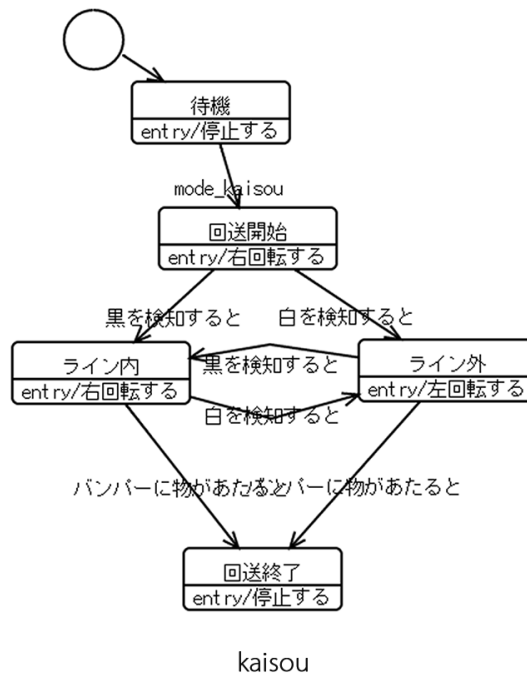 待機
entry/停止する
mode_kaisou
回送開始
entry/右回転する
黒を検知すると
白を検知すると
ライン内
entry/右回転する
黒を検知すると
ライン外
entry/左回転する
白を検知すると
バンパーに物があたると
バンパーに物があたると
回送終了
entry/停止する
kaisou